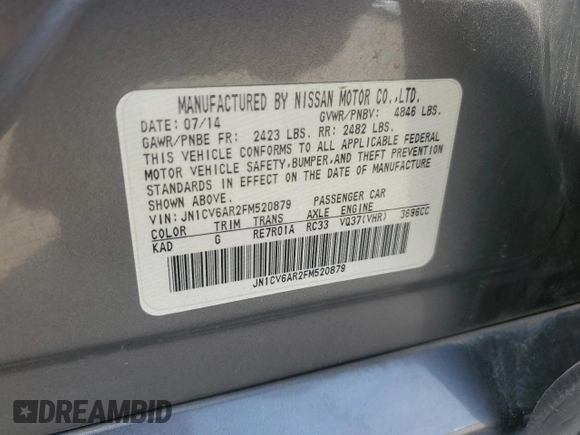 MANUFACTURED BY NISSAN MOTOR CO.,LTD.
DATE: 07/14 GVWR/PNBV: 4846 LBS.
GAWR/PNBE FR: 2423 LBS. RR: 2482 LBS.
THIS VEHICLE CONFORMS TO ALL APPLICABLE FEDERAL
MOTOR VEHICLE SAFETY,BUMPER,AND THEFT PREVENTION
STANDARDS IN EFFECT ON THE DATE OF MANUFACTURE
SHOWN ABOVE.
VIN: JN1CV6AR2FM520879 PASSENGER CAR
COLOR TRIM TRANS AXLE ENGINE
KAD G RE7R01A RC33 VQ37(VHR) 3696CC
JN1CV6AR2FM520879
DREAMBID